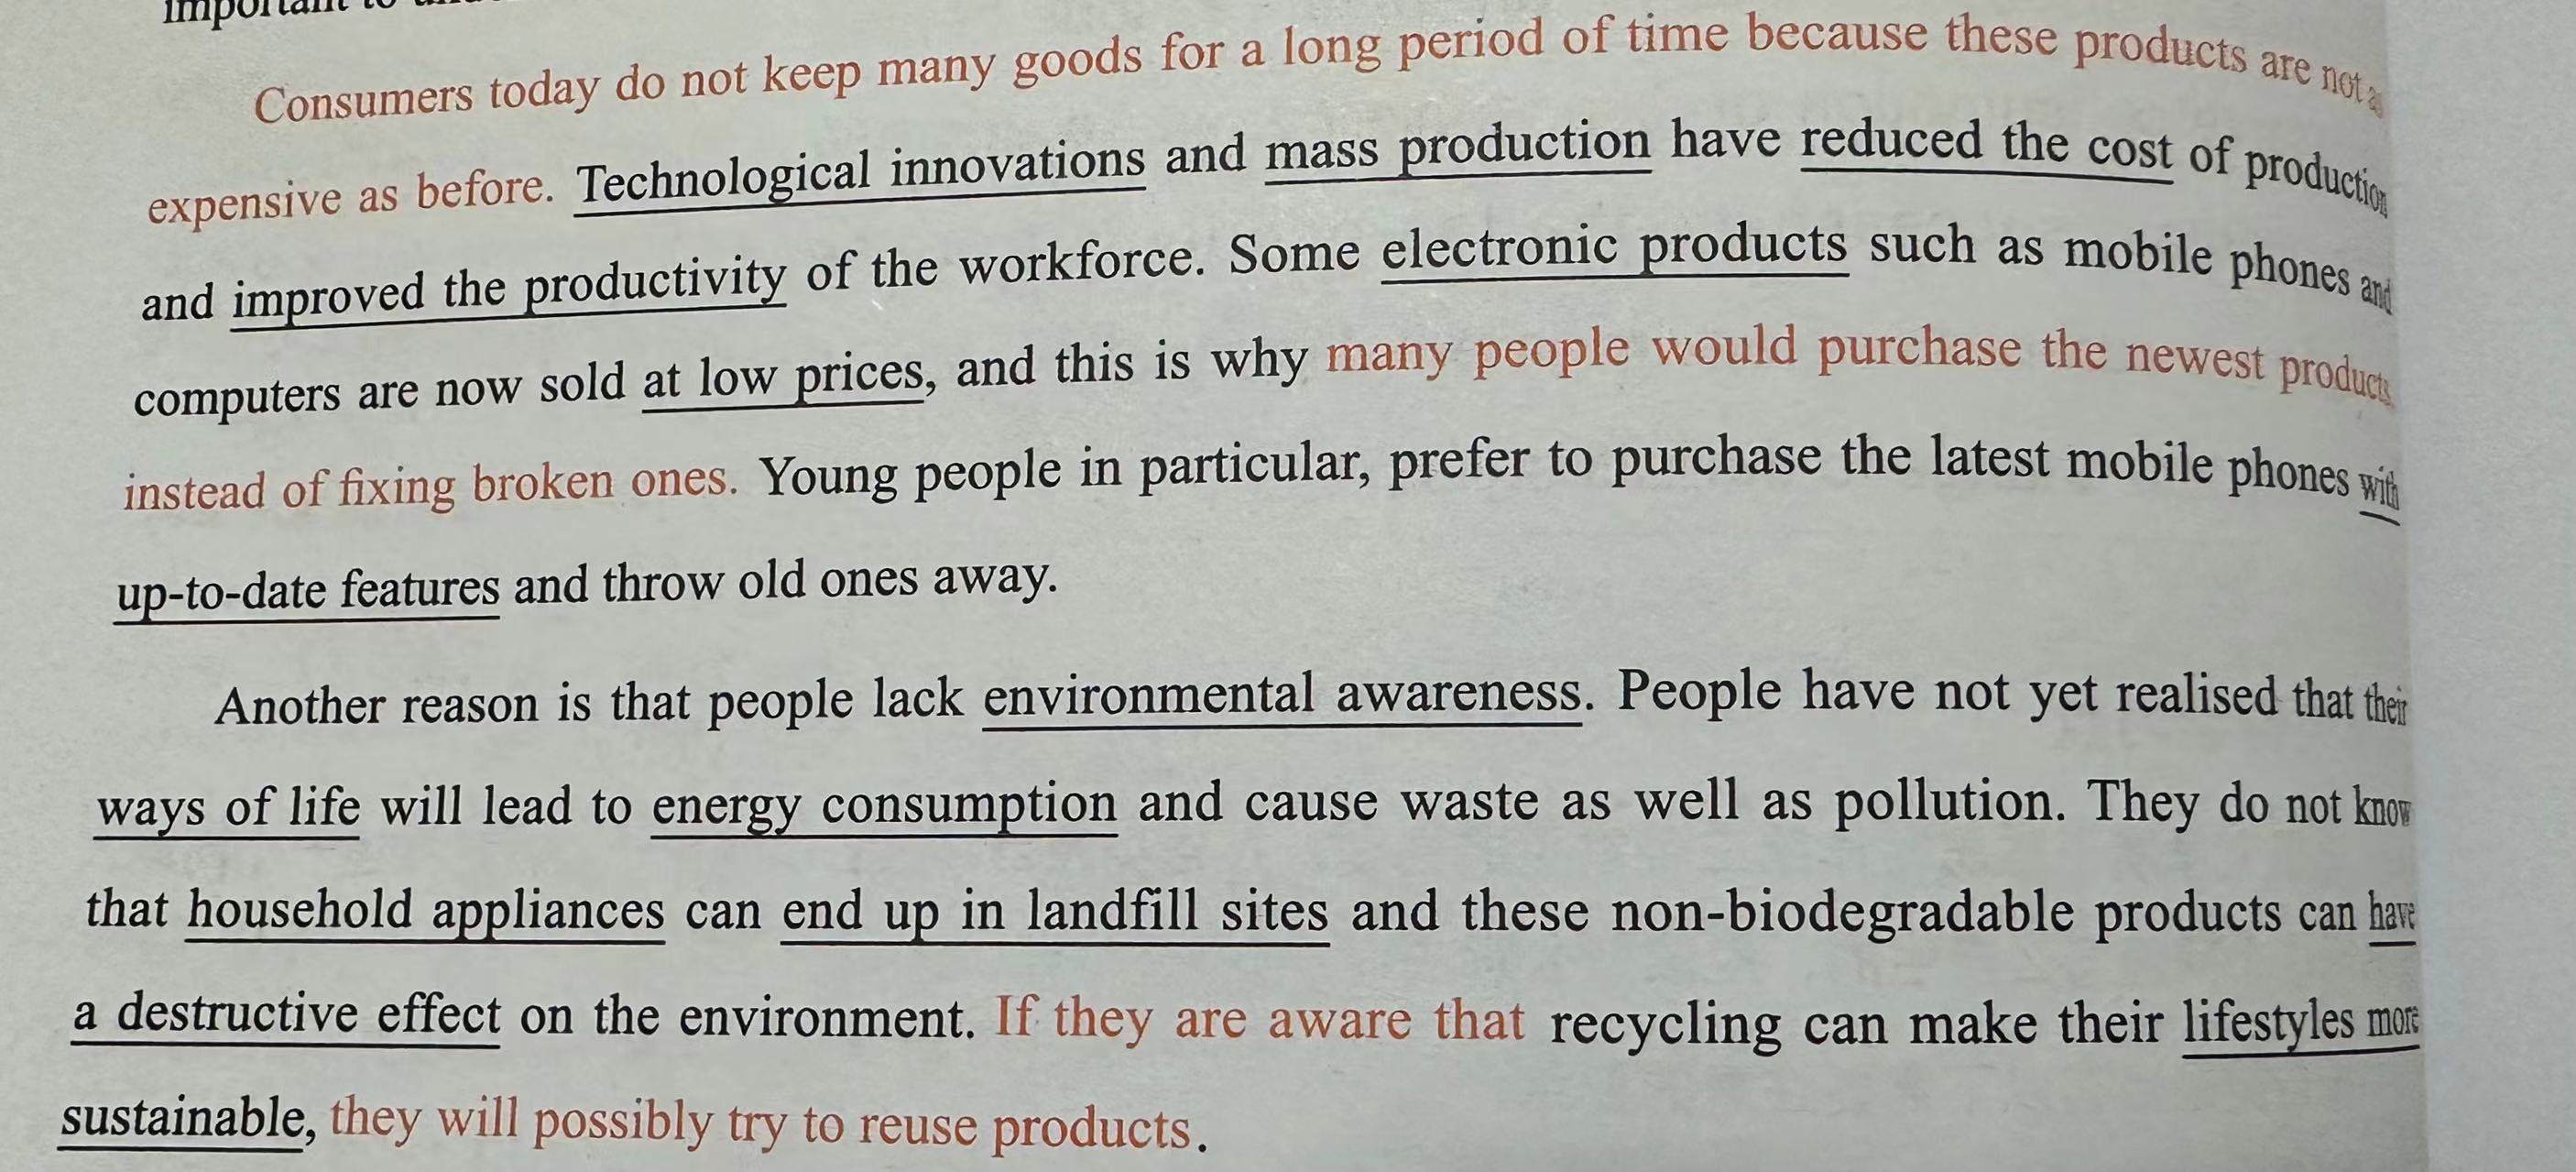 important to
Consumers today do not keep many goods for a long period of time because these products are not as
expensive as before. Technological innovations and mass production have reduced the cost of production
and improved the productivity of the workforce. Some electronic products such as mobile phones and
computers are now sold at low prices, and this is why many people would purchase the newest products
instead of fixing broken ones. Young people in particular, prefer to purchase the latest mobile phones with
up-to-date features and throw old ones away.
Another reason is that people lack environmental awareness. People have not yet realised that their
ways of life will lead to energy consumption and cause waste as well as pollution. They do not know
that household appliances can end up in landfill sites and these non-biodegradable products can have
a destructive effect on the environment. If they are aware that recycling can make their lifestyles more
sustainable, they will possibly try to reuse products.